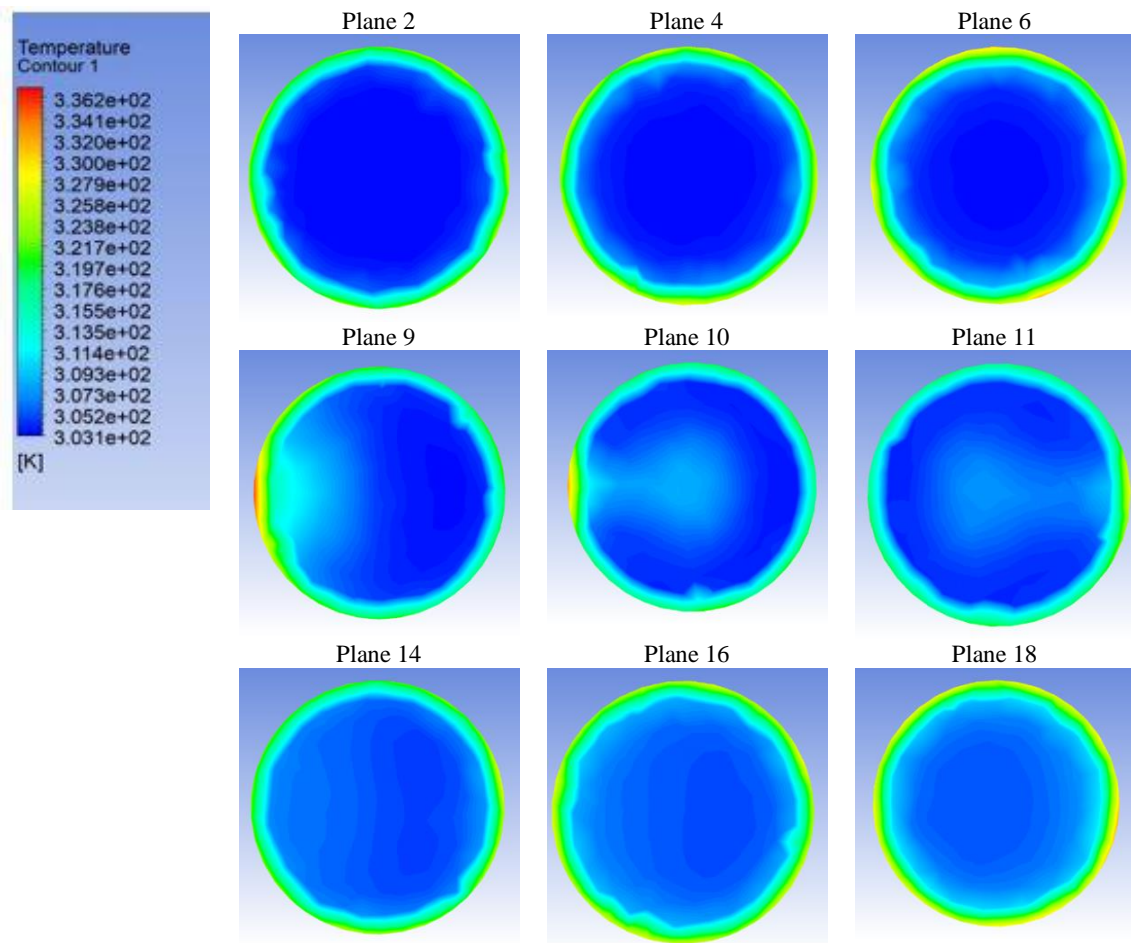 Plane 2
Plane 4
Plane 6
Temperature
Contour 1
3.362e+02
3.341e+02
3.320e+02
3.300e+02
3.279e+02
3.258e+02
3.238e+02
3.217e+02
3.197e+02
3.176e+02
3.155e+02
3.135e+02
3.114e+02
3.093e+02
3.073e+02
3.052e+02
3.031e+02
[K]
Plane 9
Plane 10
Plane 11
Plane 14
Plane 16
Plane 18